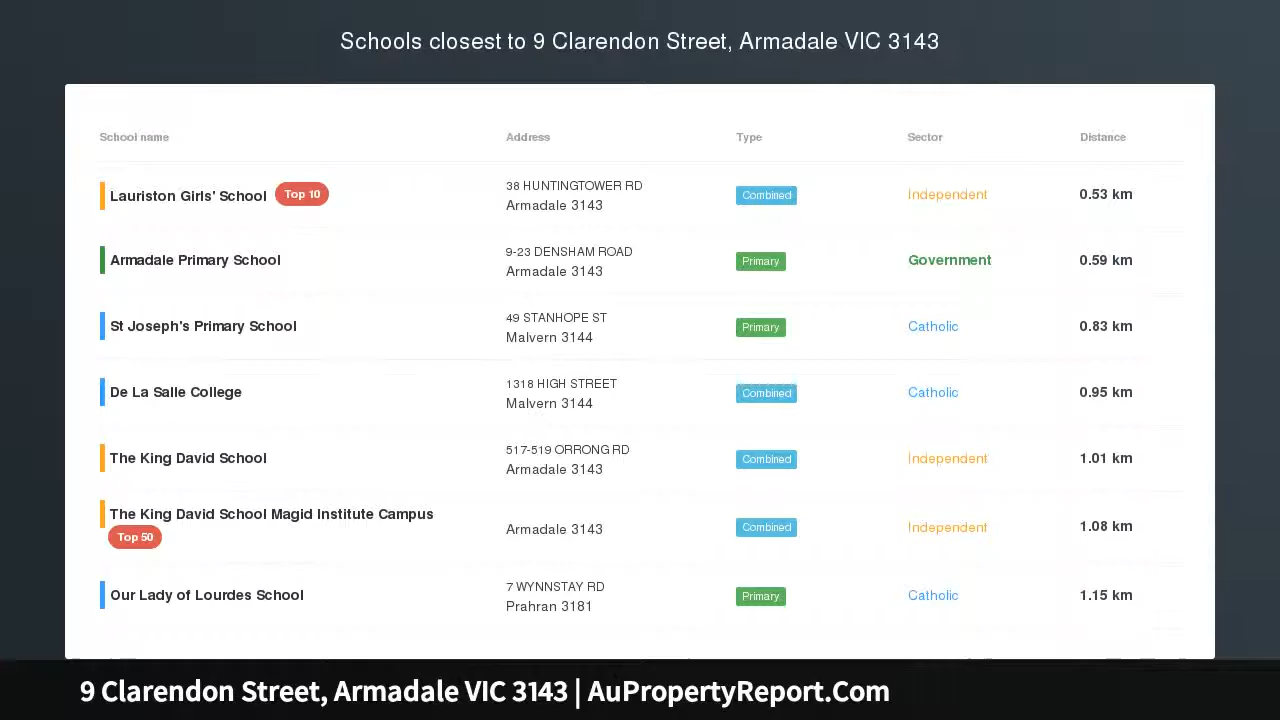 Schools closest to 9 Clarendon Street, Armadale VIC 3143
School name Address Type Sector Distance
Lauriston Girls' School Top 10 38 HUNTINGTOWER RD Combined Independent 0.53 km
Armadale 3143
Armadale Primary School 9-23 DENSHAM ROAD Primary Government 0.59 km
Armadale 3143
St Joseph's Primary School 49 STANHOPE ST Primary Catholic 0.83 km
Malvern 3144
De La Salle College 1318 HIGH STREET Combined Catholic 0.95 km
Malvern 3144
The King David School 517-519 ORRONG RD Combined Independent 1.01 km
Armadale 3143
The King David School Magid Institute Campus Armadale 3143 Combined Independent 1.08 km
Top 50
Our Lady of Lourdes School 7 WYNNSTAY RD Primary Catholic 1.15 km
Prahran 3181
9 Clarendon Street, Armadale VIC 3143 | AuPropertyReport.Com